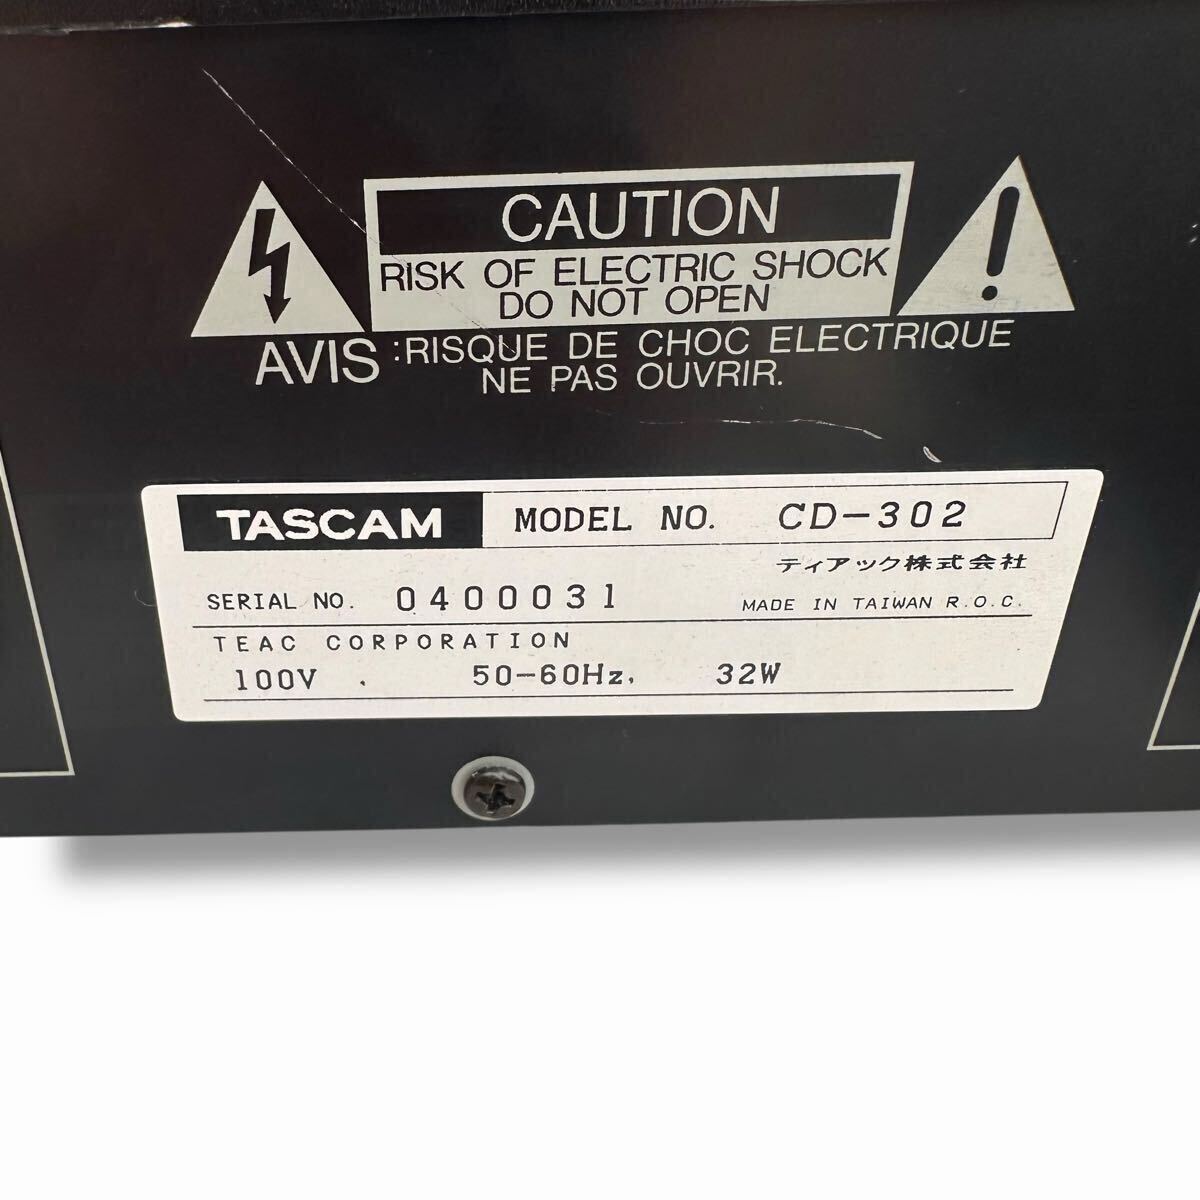 CAUTION
RISK OF ELECTRIC SHOCK
DO NOT OPEN
AVIS :RISQUE DE CHOC ELECTRIQUE
NE PAS OUVRIR.
TASCAM MODEL NO. CD-302
ティアック株式会社
SERIAL NO. 0400031 MADE IN TAIWAN R.O.C.
TEAC CORPORATION
100V . 50-60Hz, 32W